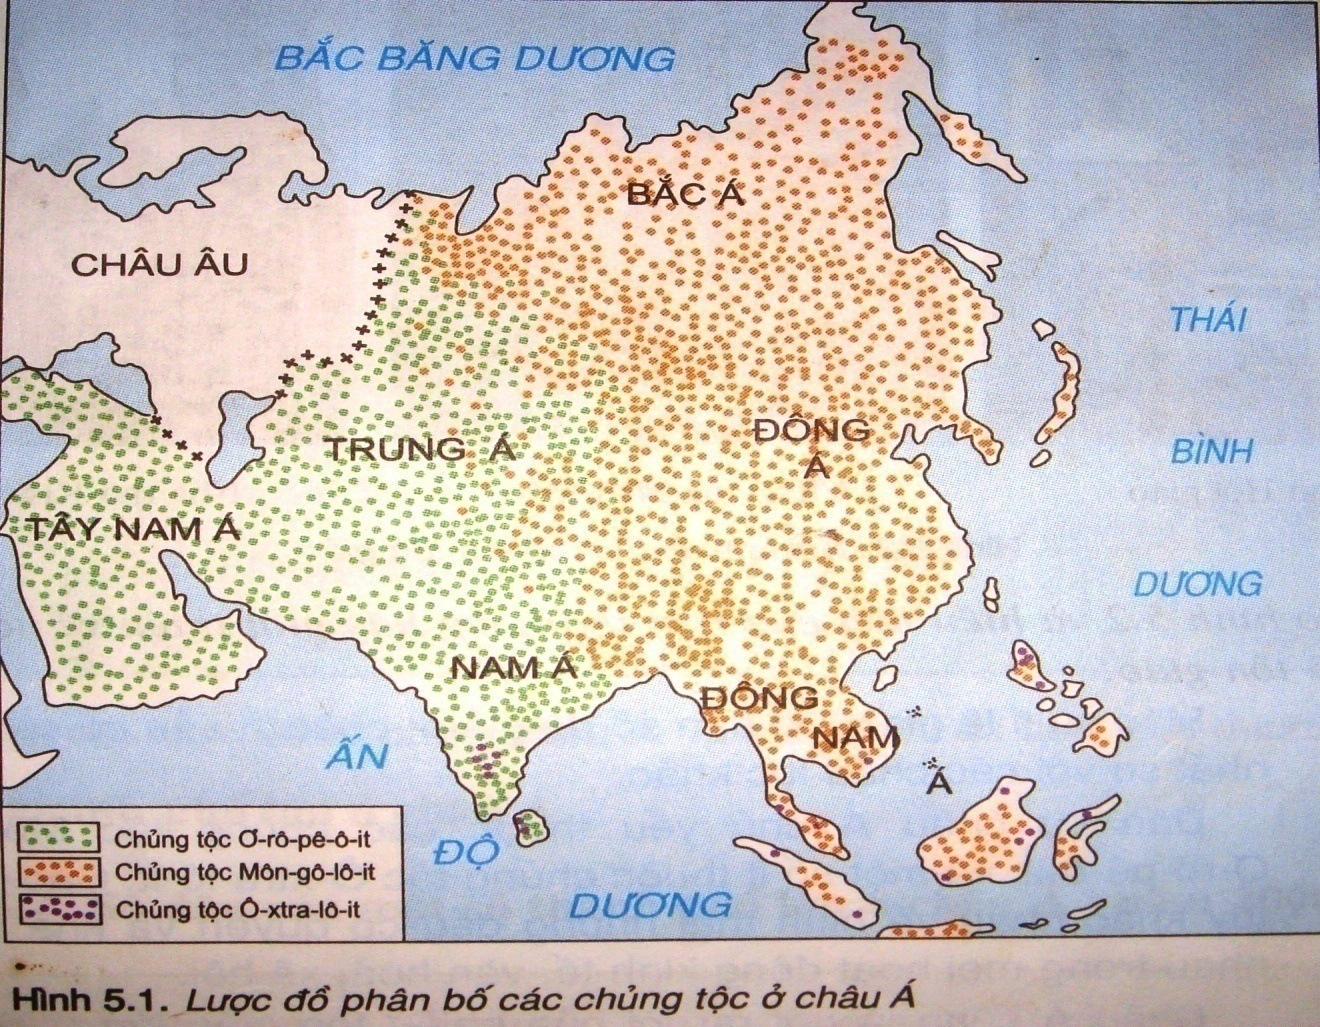 BẮC BĂNG DƯƠNG
BẮC Á
CHÂU ÂU
THÁI
ĐÔNG
Á
TRUNG Á
BÌNH
TÂY NAM Á
DƯƠNG
NAM Á
ĐÔNG
NAM
Á
ẤN
ĐỘ
DƯƠNG
Chủng tộc Ơ-rô-pê-ô-it
Chủng tộc Môn-gô-lô-it
Chủng tộc Ô-xtra-lô-it
Hình 5.1. Lược đồ phân bố các chủng tộc ở châu Á